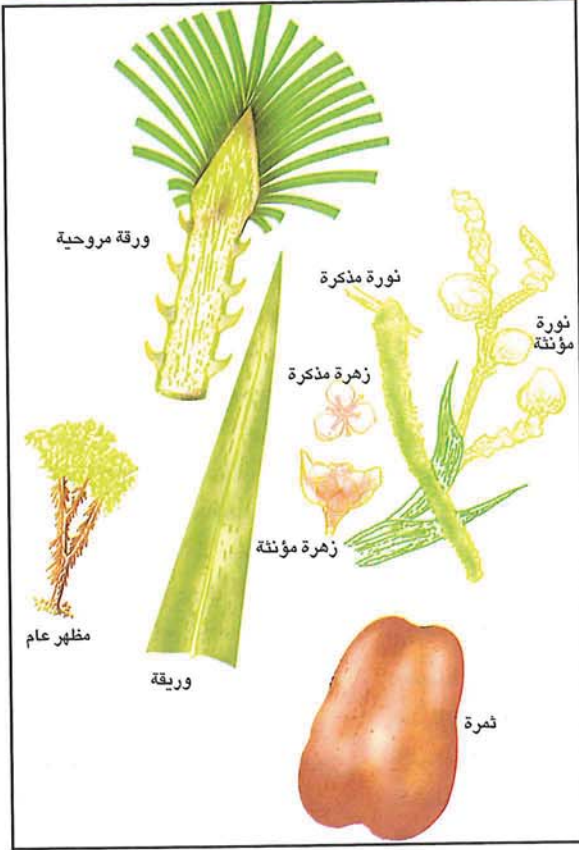 ورقة مروحية
نورة مذكرة
نورة
مؤنثة
زهرة مذكرة
زهرة مؤنثة
مظهر عام
وريقة
ثمرة